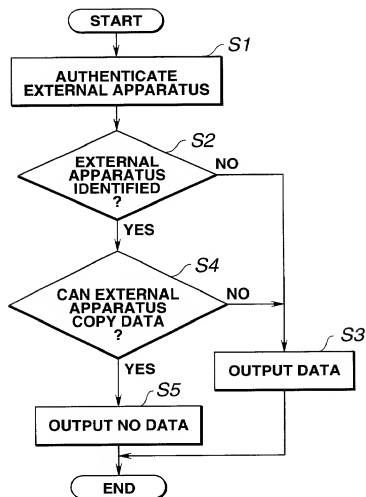 START
S1
AUTHENTICATE
EXTERNAL APPARATUS
S2
EXTERNAL
APPARATUS
IDENTIFIED
?
NO
YES
S4
CAN EXTERNAL
APPARATUS
COPY DATA
?
NO
YES
S3
OUTPUT DATA
S5
OUTPUT NO DATA
END